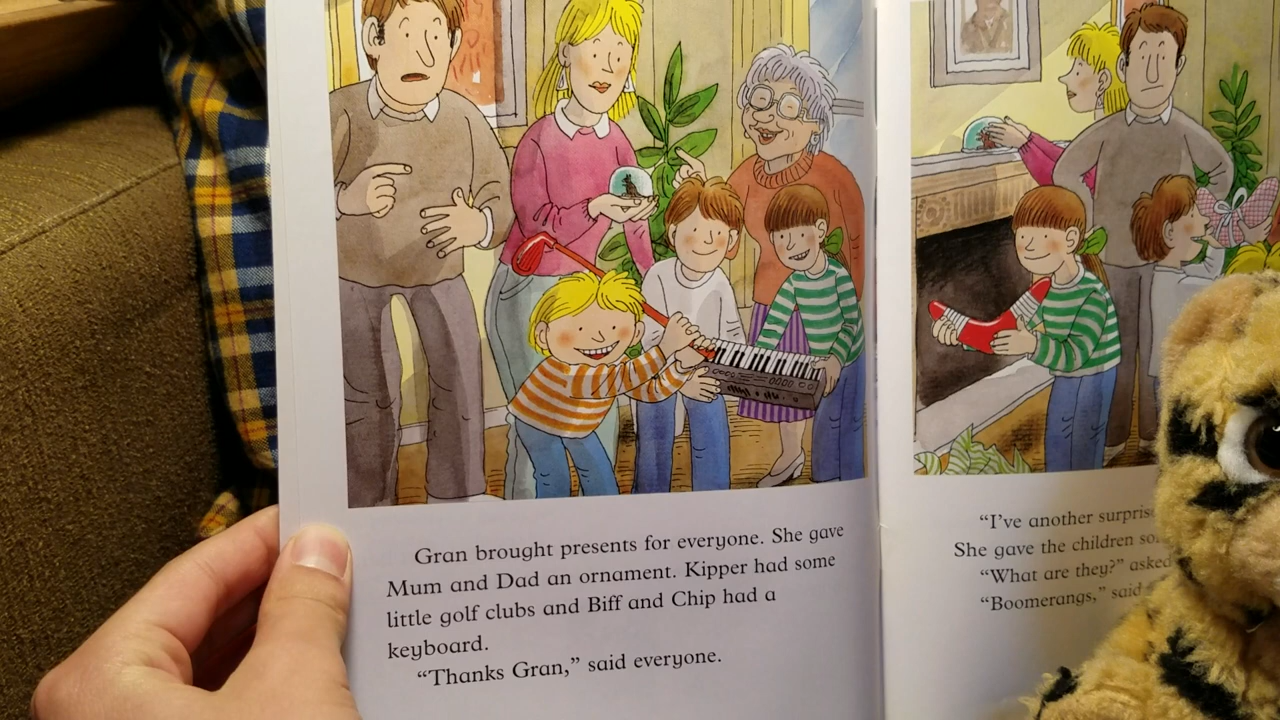 Gran brought presents for everyone. She gave
Mum and Dad an ornament. Kipper had some
little golf clubs and Biff and Chip had a
keyboard.
“Thanks Gran,” said everyone.
“I've another
She gave the children
“What are they?” asked
“Boomerangs,” said